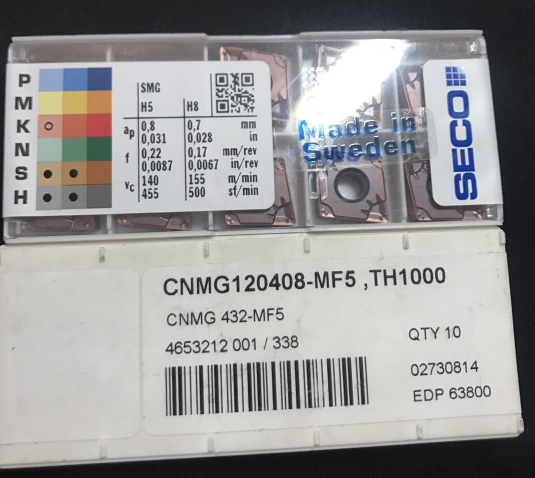 P
M
K
N
S
H
SMG
H5 H8
ap 0,8 0,7 mm
0,031 0,028 in
f 0,22 0,17 mm/rev
0,0087 0,0067 in/rev
vc 140 155 m/min
455 500 sf/min
Made in
Sweden
SECO
CNMG120408-MF5 ,TH1000
CNMG 432-MF5
4653212 001 / 338
QTY 10
02730814
EDP 63800